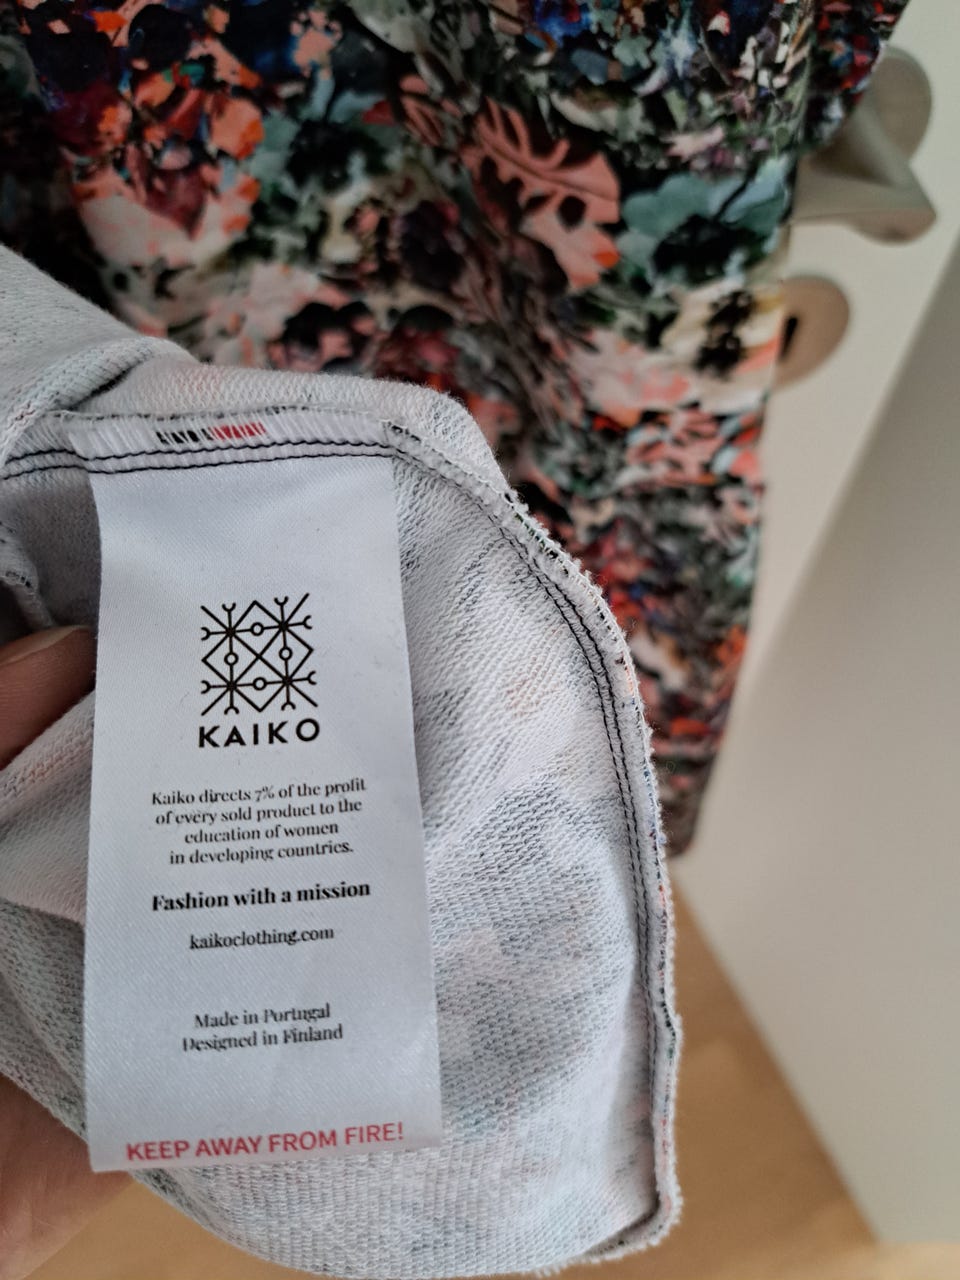 KAIKO
Kaiko directs 7% of the profit
of every sold product to the
education of women
in developing countries.
Fashion with a mission
kaikoclothing.com
Made in Portugal
Designed in Finland
KEEP AWAY FROM FIRE!